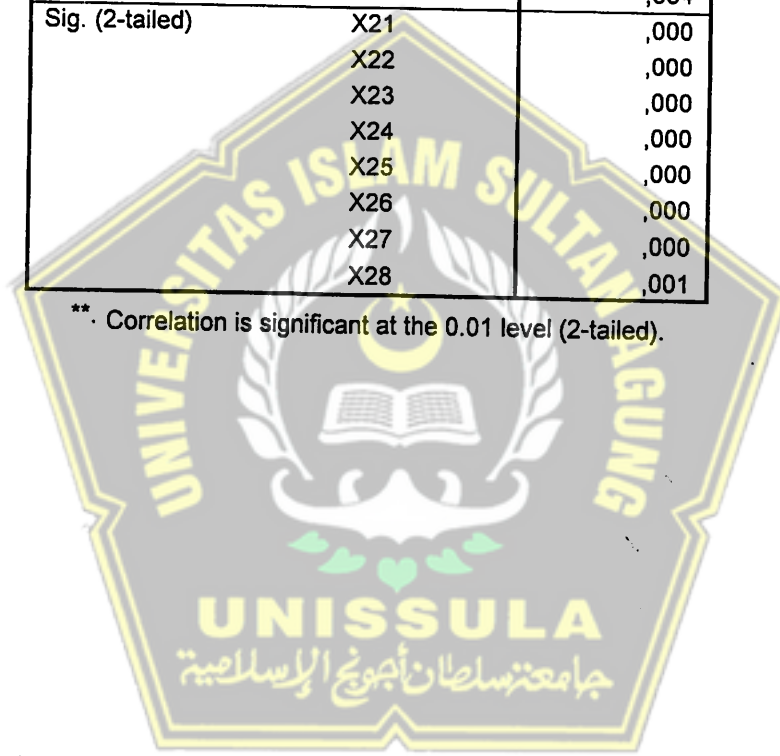 Sig. (2-tailed) X21 ,000
X22 ,000
X23 ,000
X24 ,000
X25 ,000
X26 ,000
X27 ,000
X28 ,001
**. Correlation is significant at the 0.01 level (2-tailed).
UNIVERSITAS ISLAM SULTAN AGUNG
UNISSULA
جامعة سلطان أجونج الإسلامية